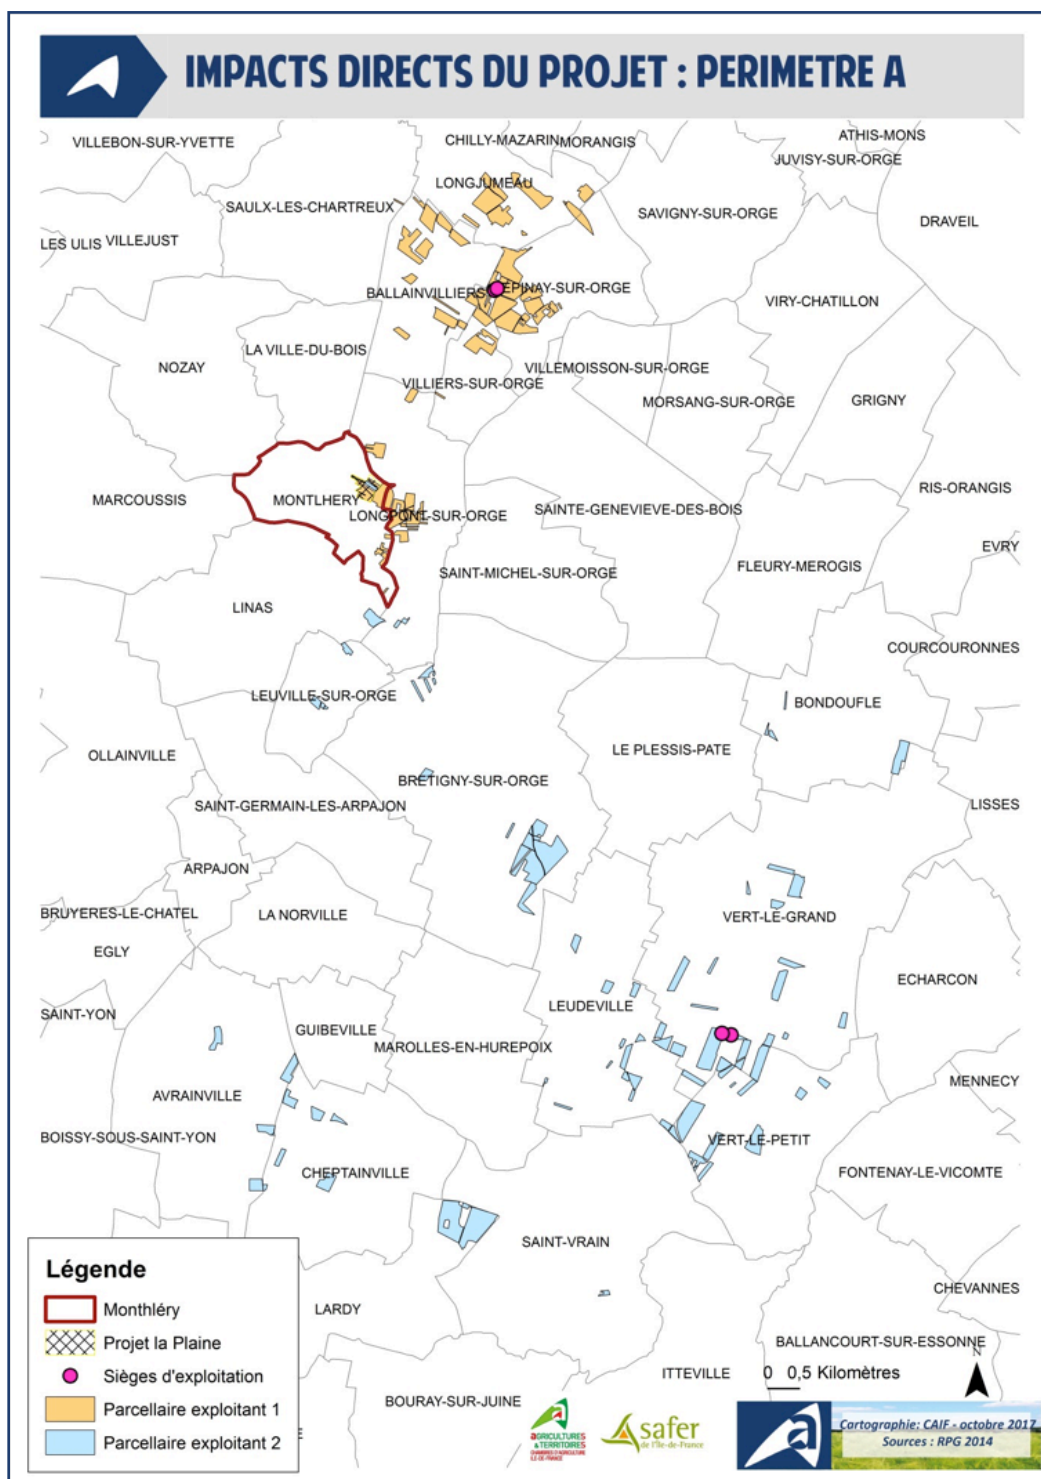 IMPACTS DIRECTS DU PROJET : PERIMETRE A
VILLEBON-SUR-YVETTE
CHILLY-MAZARIN
MORANGIS
ATHIS-MONS
JUVISY-SUR-ORGE
LONGJUMEAU
SAULX-LES-CHARTREUX
SAVIGNY-SUR-ORGE
DRAVEIL
LES ULIS
VILLEJUST
BALLAINVILLIERS
EPINAY-SUR-ORGE
VIRY-CHATILLON
LA VILLE-DU-BOIS
NOZAY
VILLIERS-SUR-ORGE
VILLEMOISSON-SUR-ORGE
MORSANG-SUR-ORGE
GRIGNY
MARCOUSSIS
MONTLHERY
LONGPONT-SUR-ORGE
SAINTE-GENEVIEVE-DES-BOIS
RIS-ORANGIS
EVRY
SAINT-MICHEL-SUR-ORGE
FLEURY-MEROGIS
LINAS
COURCOURONNES
LEUVILLE-SUR-ORGE
BONDOUFLE
OLLAINVILLE
LE PLESSIS-PATE
BRETIGNY-SUR-ORGE
SAINT-GERMAIN-LES-ARPAJON
LISSES
ARPAJON
BRUYERES-LE-CHATEL
LA NORVILLE
VERT-LE-GRAND
EGLY
ECHARCON
SAINT-YON
GUIBEVILLE
LEUDEVILLE
MAROLLES-EN-HUREPOIX
AVRAINVILLE
MENNECY
BOISSY-SOUS-SAINT-YON
VERT-LE-PETIT
CHEPTAINVILLE
FONTENAY-LE-VICOMTE
SAINT-VRAIN
CHEVANNES
LARDY
BALLANCOURT-SUR-ESSONNE
ITTEVILLE
BOURAY-SUR-JUINE
E
Légende
Monthléry
Projet la Plaine
Sièges d'exploitation
Parcellaire exploitant 1
Parcellaire exploitant 2
N
0 0,5 Kilomètres
AGRICULTURES
& TERRITOIRES
CHAMBRES D'AGRICULTURE
ILE-DE-FRANCE
safer
de l'Ile-de-France
Cartographie: CAIF - octobre 2017
Sources : RPG 2014